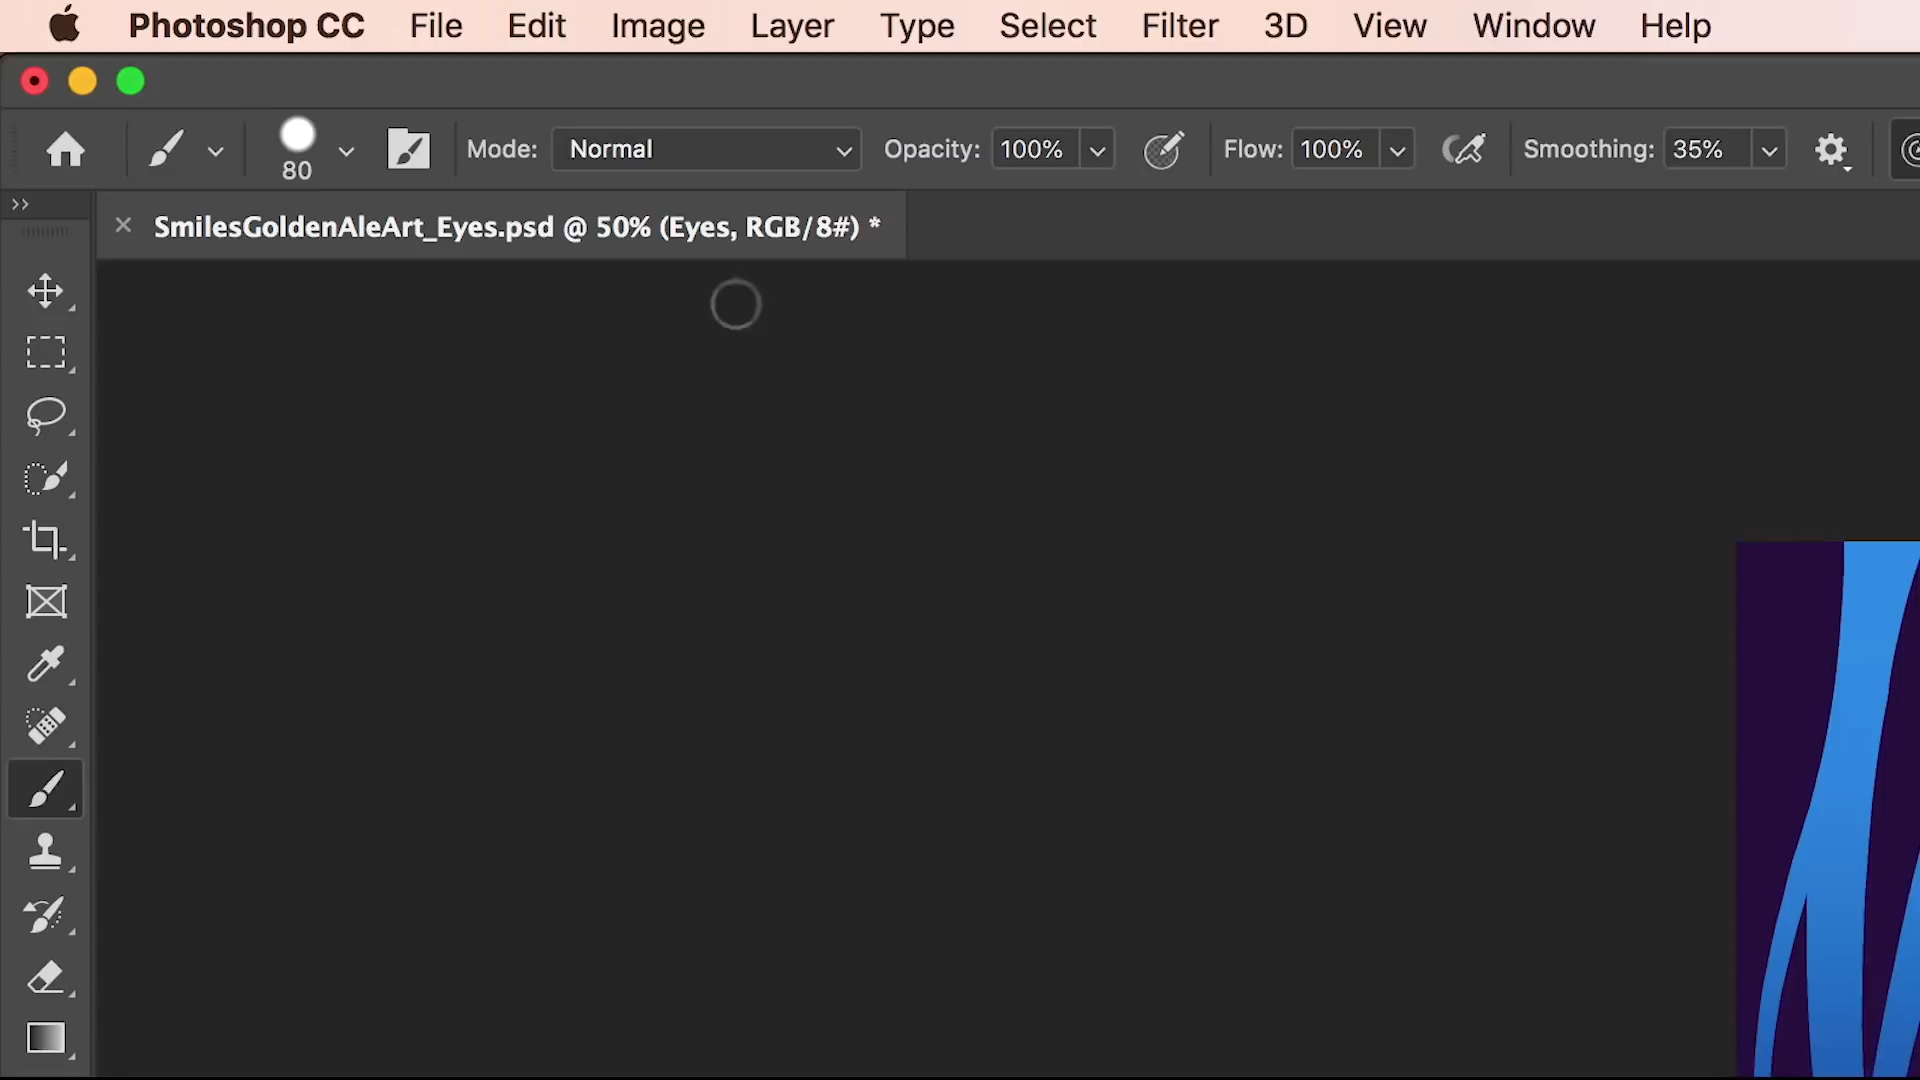 Photoshop CC File Edit Image Layer Type Select Filter 3D View Window Help
80 Mode: Normal Opacity: 100% Flow: 100% Smoothing: 35%
SmilesGoldenAleArt_Eyes.psd @ 50% (Eyes, RGB/8#) *